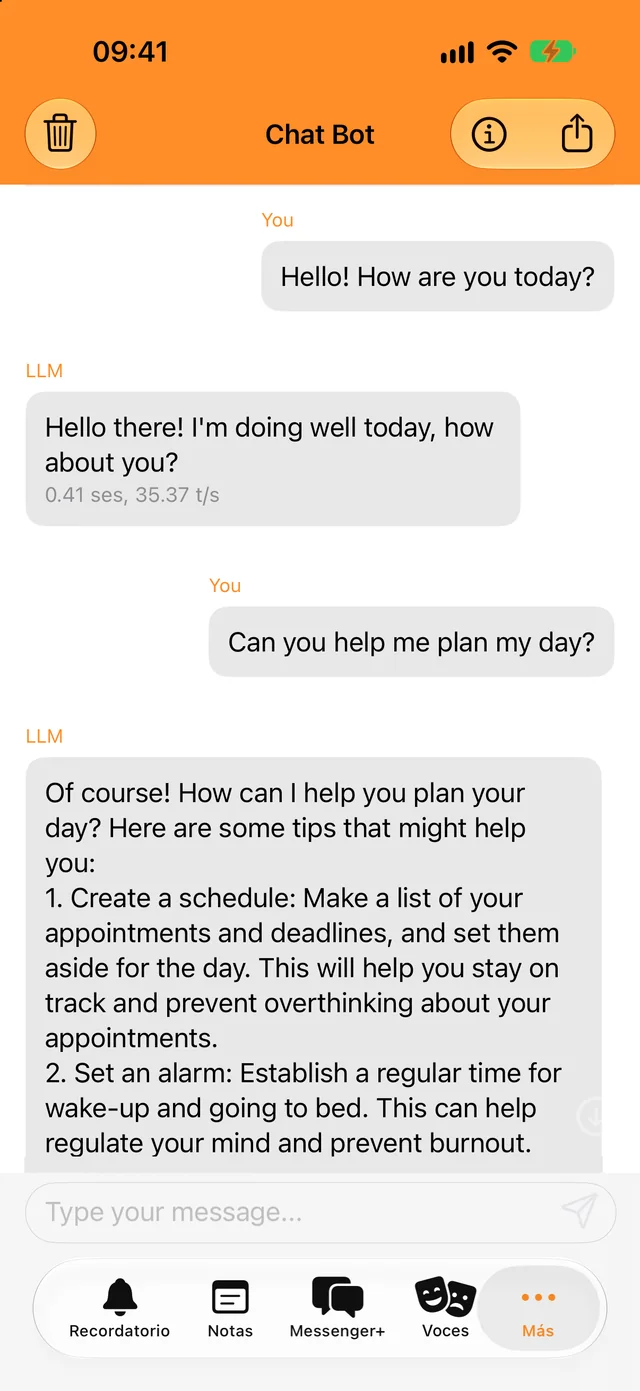 09:41
Chat Bot
You
Hello! How are you today?
LLM
Hello there! I'm doing well today, how
about you?
0.41 ses, 35.37 t/s
You
Can you help me plan my day?
LLM
Of course! How can I help you plan your
day? Here are some tips that might help
you:
1. Create a schedule: Make a list of your
appointments and deadlines, and set them
aside for the day. This will help you stay on
track and prevent overthinking about your
appointments.
2. Set an alarm: Establish a regular time for
wake-up and going to bed. This can help
regulate your mind and prevent burnout.
Type your message...
Recordatorio
Notas
Messenger+
Voces
Más